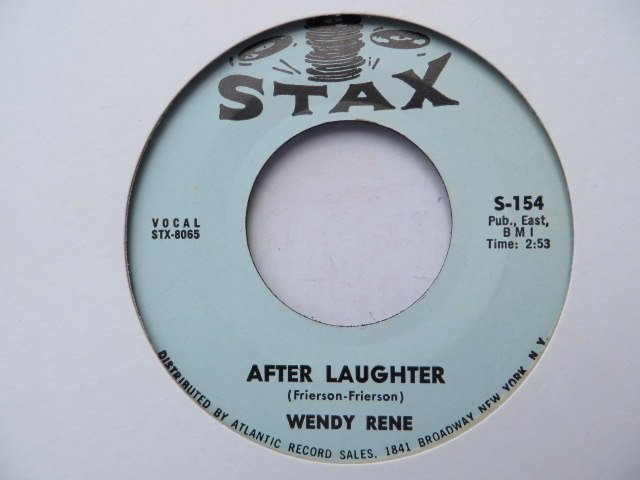 STAX
VOCAL
STX-8065
S-154
Pub., East,
BMI
Time: 2:53
AFTER LAUGHTER
(Frierson-Frierson)
WENDY RENE
DISTRIBUTED BY ATLANTIC RECORD SALES, 1841 BROADWAY NEW YORK, N.Y.